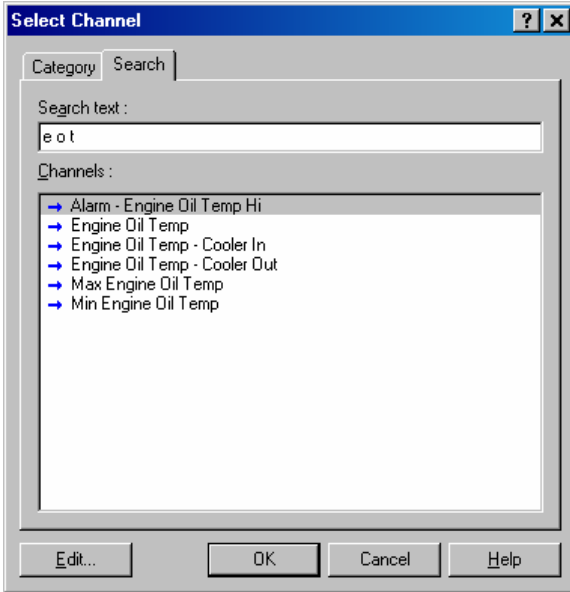 Select Channel
Category Search
Search text :
e o t
Channels :
Alarm - Engine Oil Temp Hi
Engine Oil Temp
Engine Oil Temp - Cooler In
Engine Oil Temp - Cooler Out
Max Engine Oil Temp
Min Engine Oil Temp
Edit... OK Cancel Help